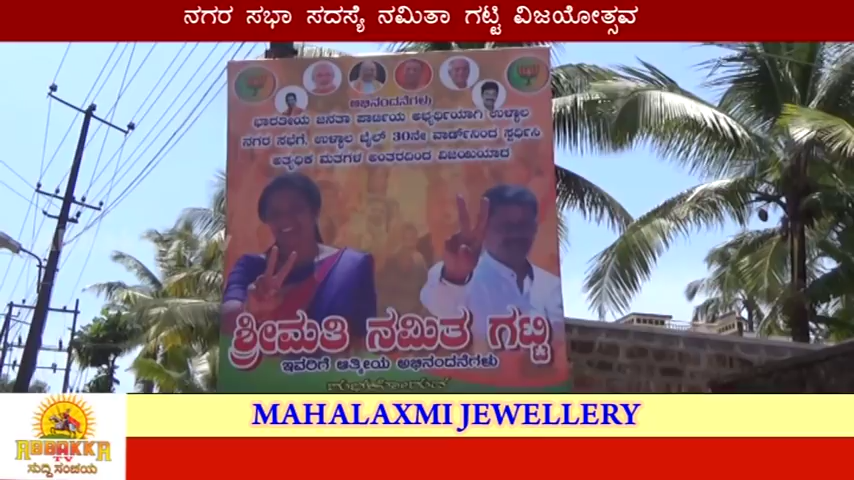 ನಗರ ಸಭಾ ಸದಸ್ಯೆ ನಮಿತಾ ಗಟ್ಟಿ ವಿಜಯೋತ್ಸವ
ಅಭಿನಂದನೆಗಳು
ಭಾರತೀಯ ಜನತಾ ಪಾರ್ಟಿಯ ಅಭ್ಯರ್ಥಿಯಾಗಿ ಉಳ್ಳಾಲ
ನಗರ ಸಭೆಗೆ, ಉಳ್ಳಾಲ ಬೈಲ್ 30ನೇ ವಾರ್ಡ್‌ನಿಂದ ಸ್ಪರ್ಧಿಸಿ
ಅತ್ಯಧಿಕ ಮತಗಳ ಅಂತರದಿಂದ ವಿಜಯಿಯಾದ
ಶ್ರೀಮತಿ ನಮಿತ ಗಟ್ಟಿ
ಇವರಿಗೆ ಆತ್ಮೀಯ ಅಭಿನಂದನೆಗಳು
MAHALAXMI JEWELLERY
ABBAKKA
TV
ಸುದ್ದಿ ಸಂಚಯ